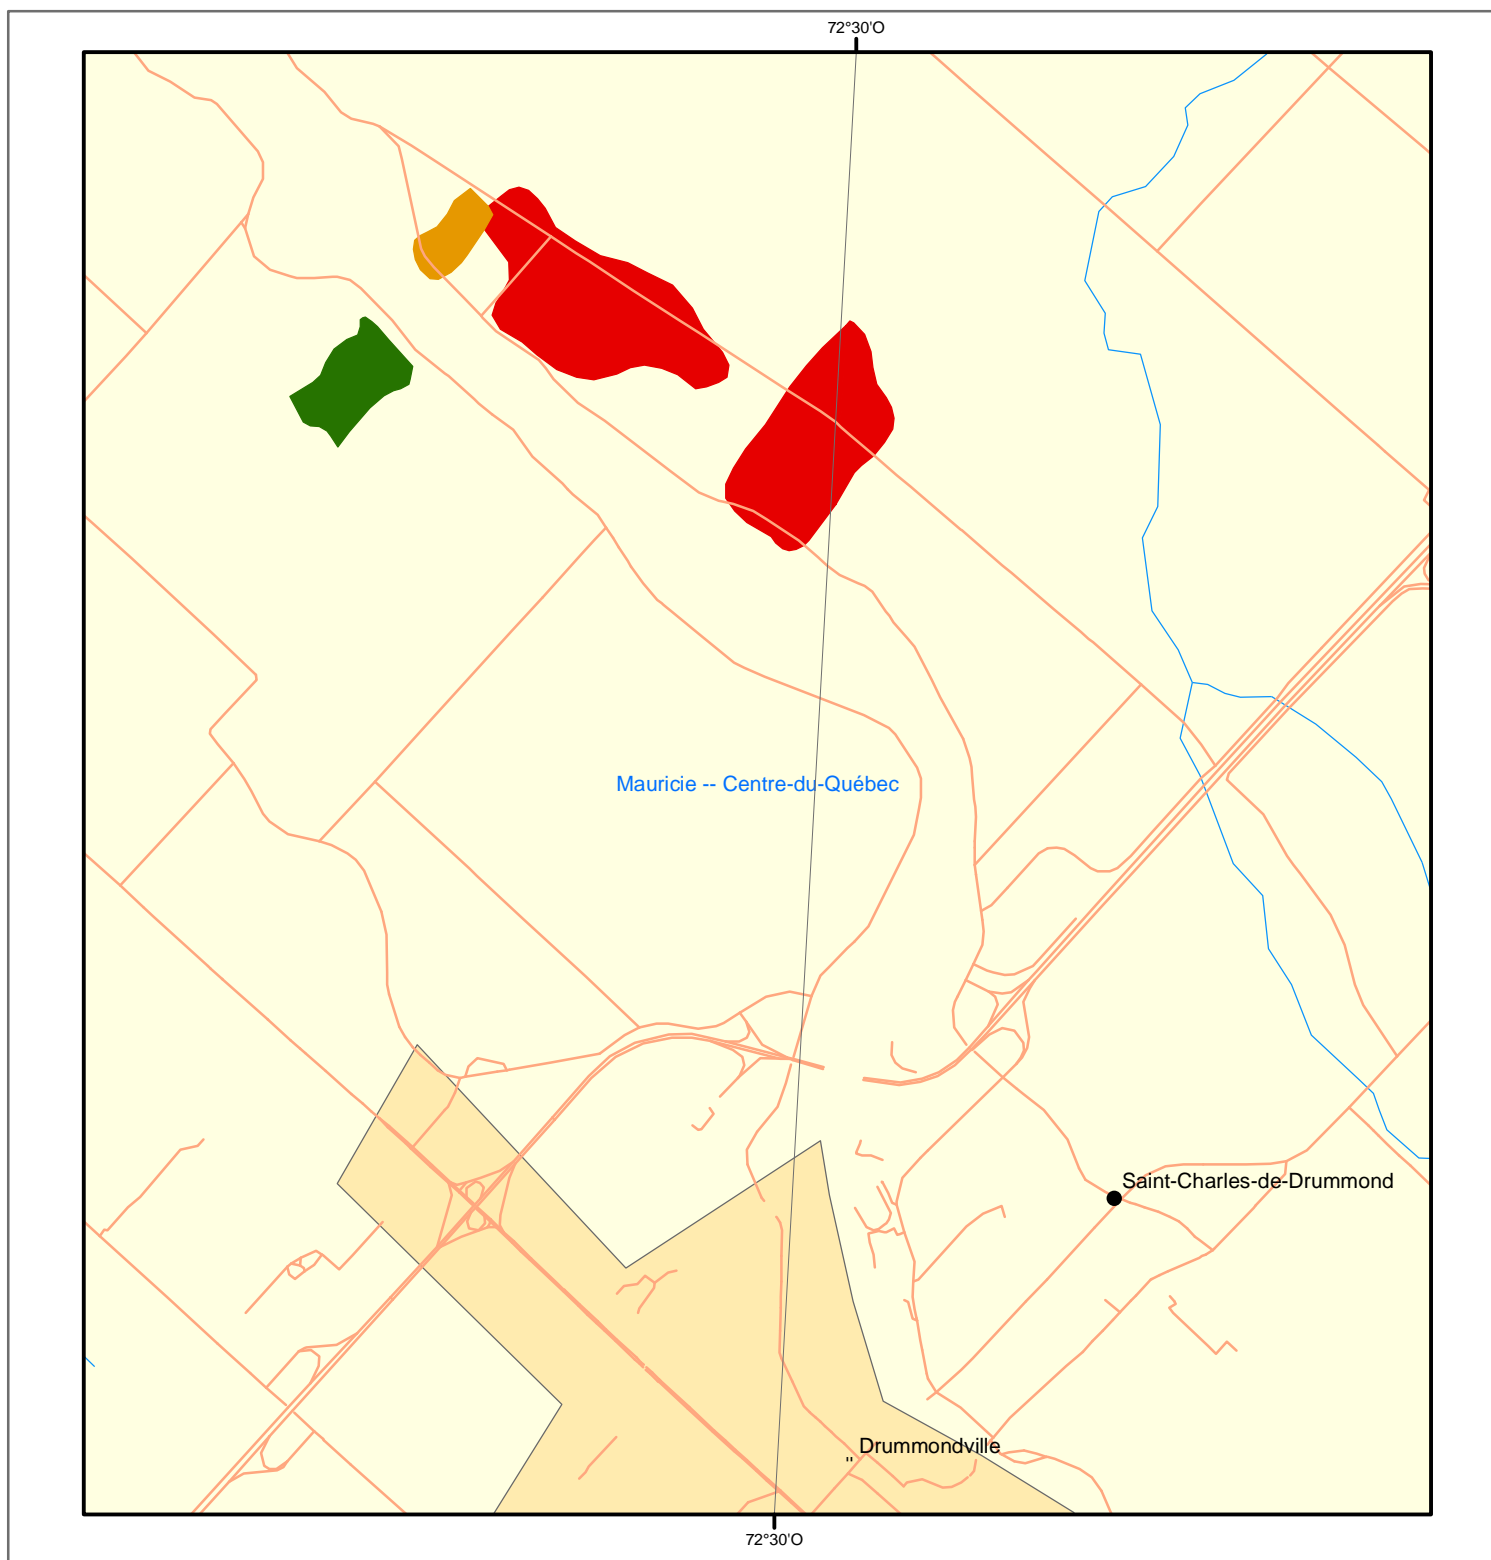 72°30'O
Mauricie -- Centre-du-Québec
Saint-Charles-de-Drummond
Drummondville
"
72°30'O